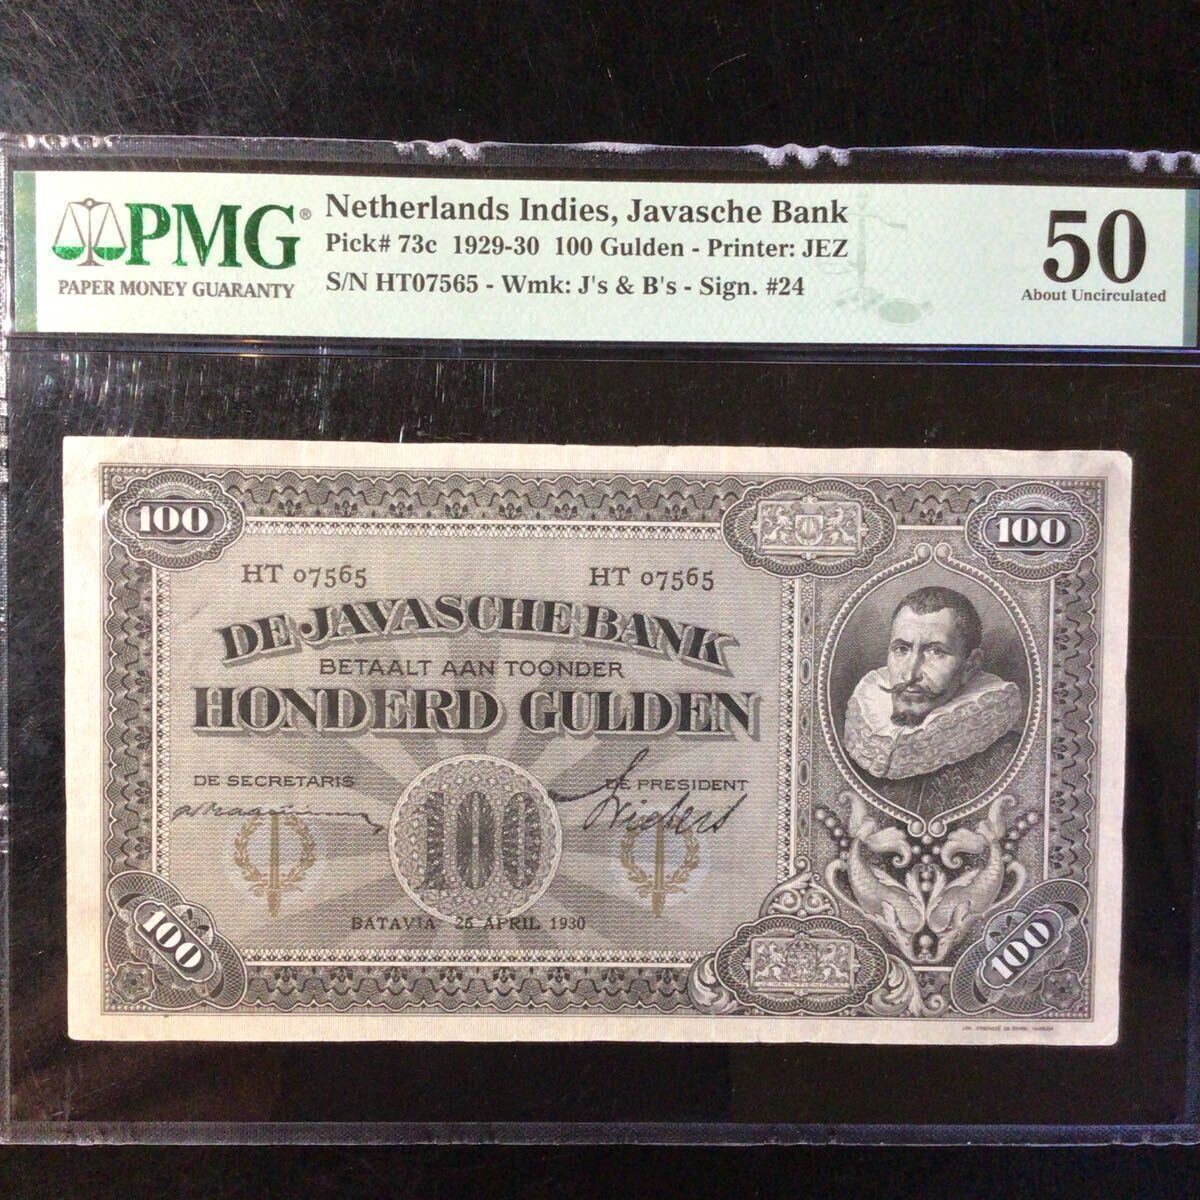 PMG®
PAPER MONEY GUARANTY
Netherlands Indies, Javasche Bank
Pick# 73c 1929-30 100 Gulden - Printer: JEZ
S/N HT07565 - Wmk: J's & B's - Sign. #24
50
About Uncirculated
100
100
HT 07565
HT 07565
DE JAVASCHE BANK
BETAALT AAN TOONDER
HONDERD GULDEN
DE SECRETARIS
DE PRESIDENT
100
BATAVIA 26 APRIL 1930
100
100